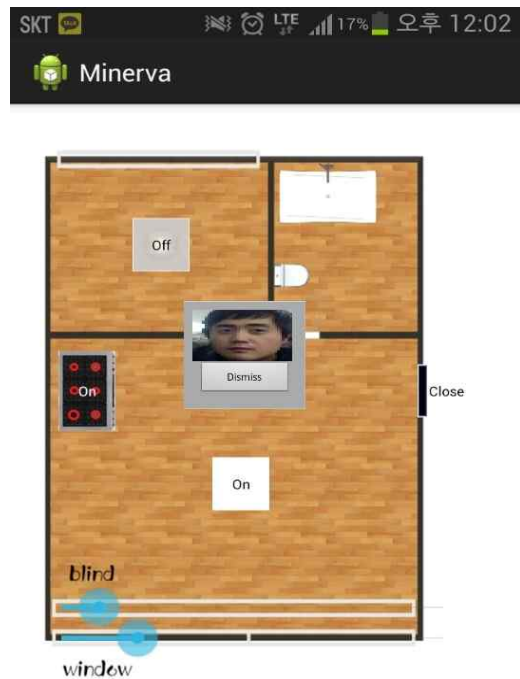 SKT LTE 17% 오후 12:02
Minerva
Off
Dismiss
On
Close
On
blind
window